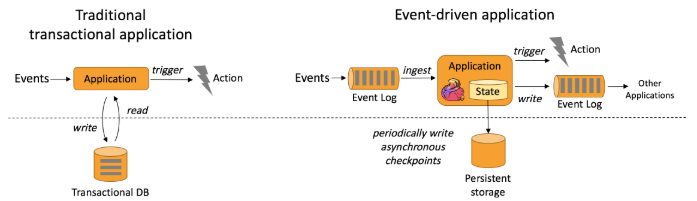 Traditional
transactional application
Events
Application
trigger
Action
write
read
Transactional DB
Event-driven application
Events
Event Log
ingest
Application
State
trigger
Action
write
Event Log
Other
Applications
periodically write
asynchronous
checkpoints
Persistent
storage